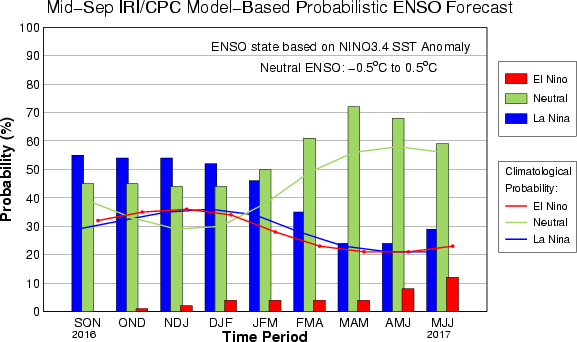 Mid-Sep IRI/CPC Model-Based Probabilistic ENSO Forecast
ENSO state based on NINO3.4 SST Anomaly
Neutral ENSO: -0.5°C to 0.5°C
Probability (%)
100
90
80
70
60
50
40
30
20
10
0
SON OND NDJ DJF JFM FMA MAM AMJ MJJ
2016 2017
Time Period
El Nino
Neutral
La Nina
Climatological
Probability:
El Nino
Neutral
La Nina